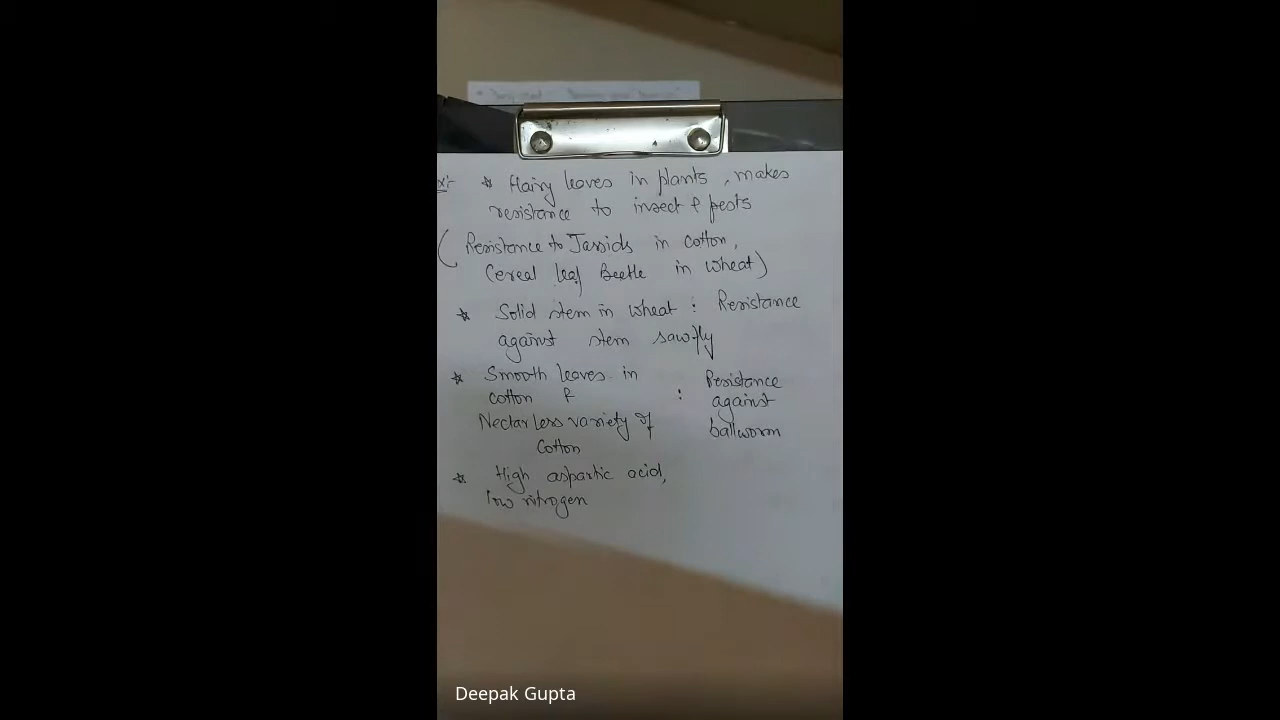 Ex:- * Hairy leaves in plants, makes
resistance to insect & pests
(Resistance to Jassids in cotton,
Cereal leaf Beetle in wheat)
* Solid stem in wheat : Resistance
against stem sawfly
* Smooth leaves in
cotton &
Nectar less variety of
cotton
: Resistance
against
ballworm
* High aspartic acid,
low nitrogen
Deepak Gupta